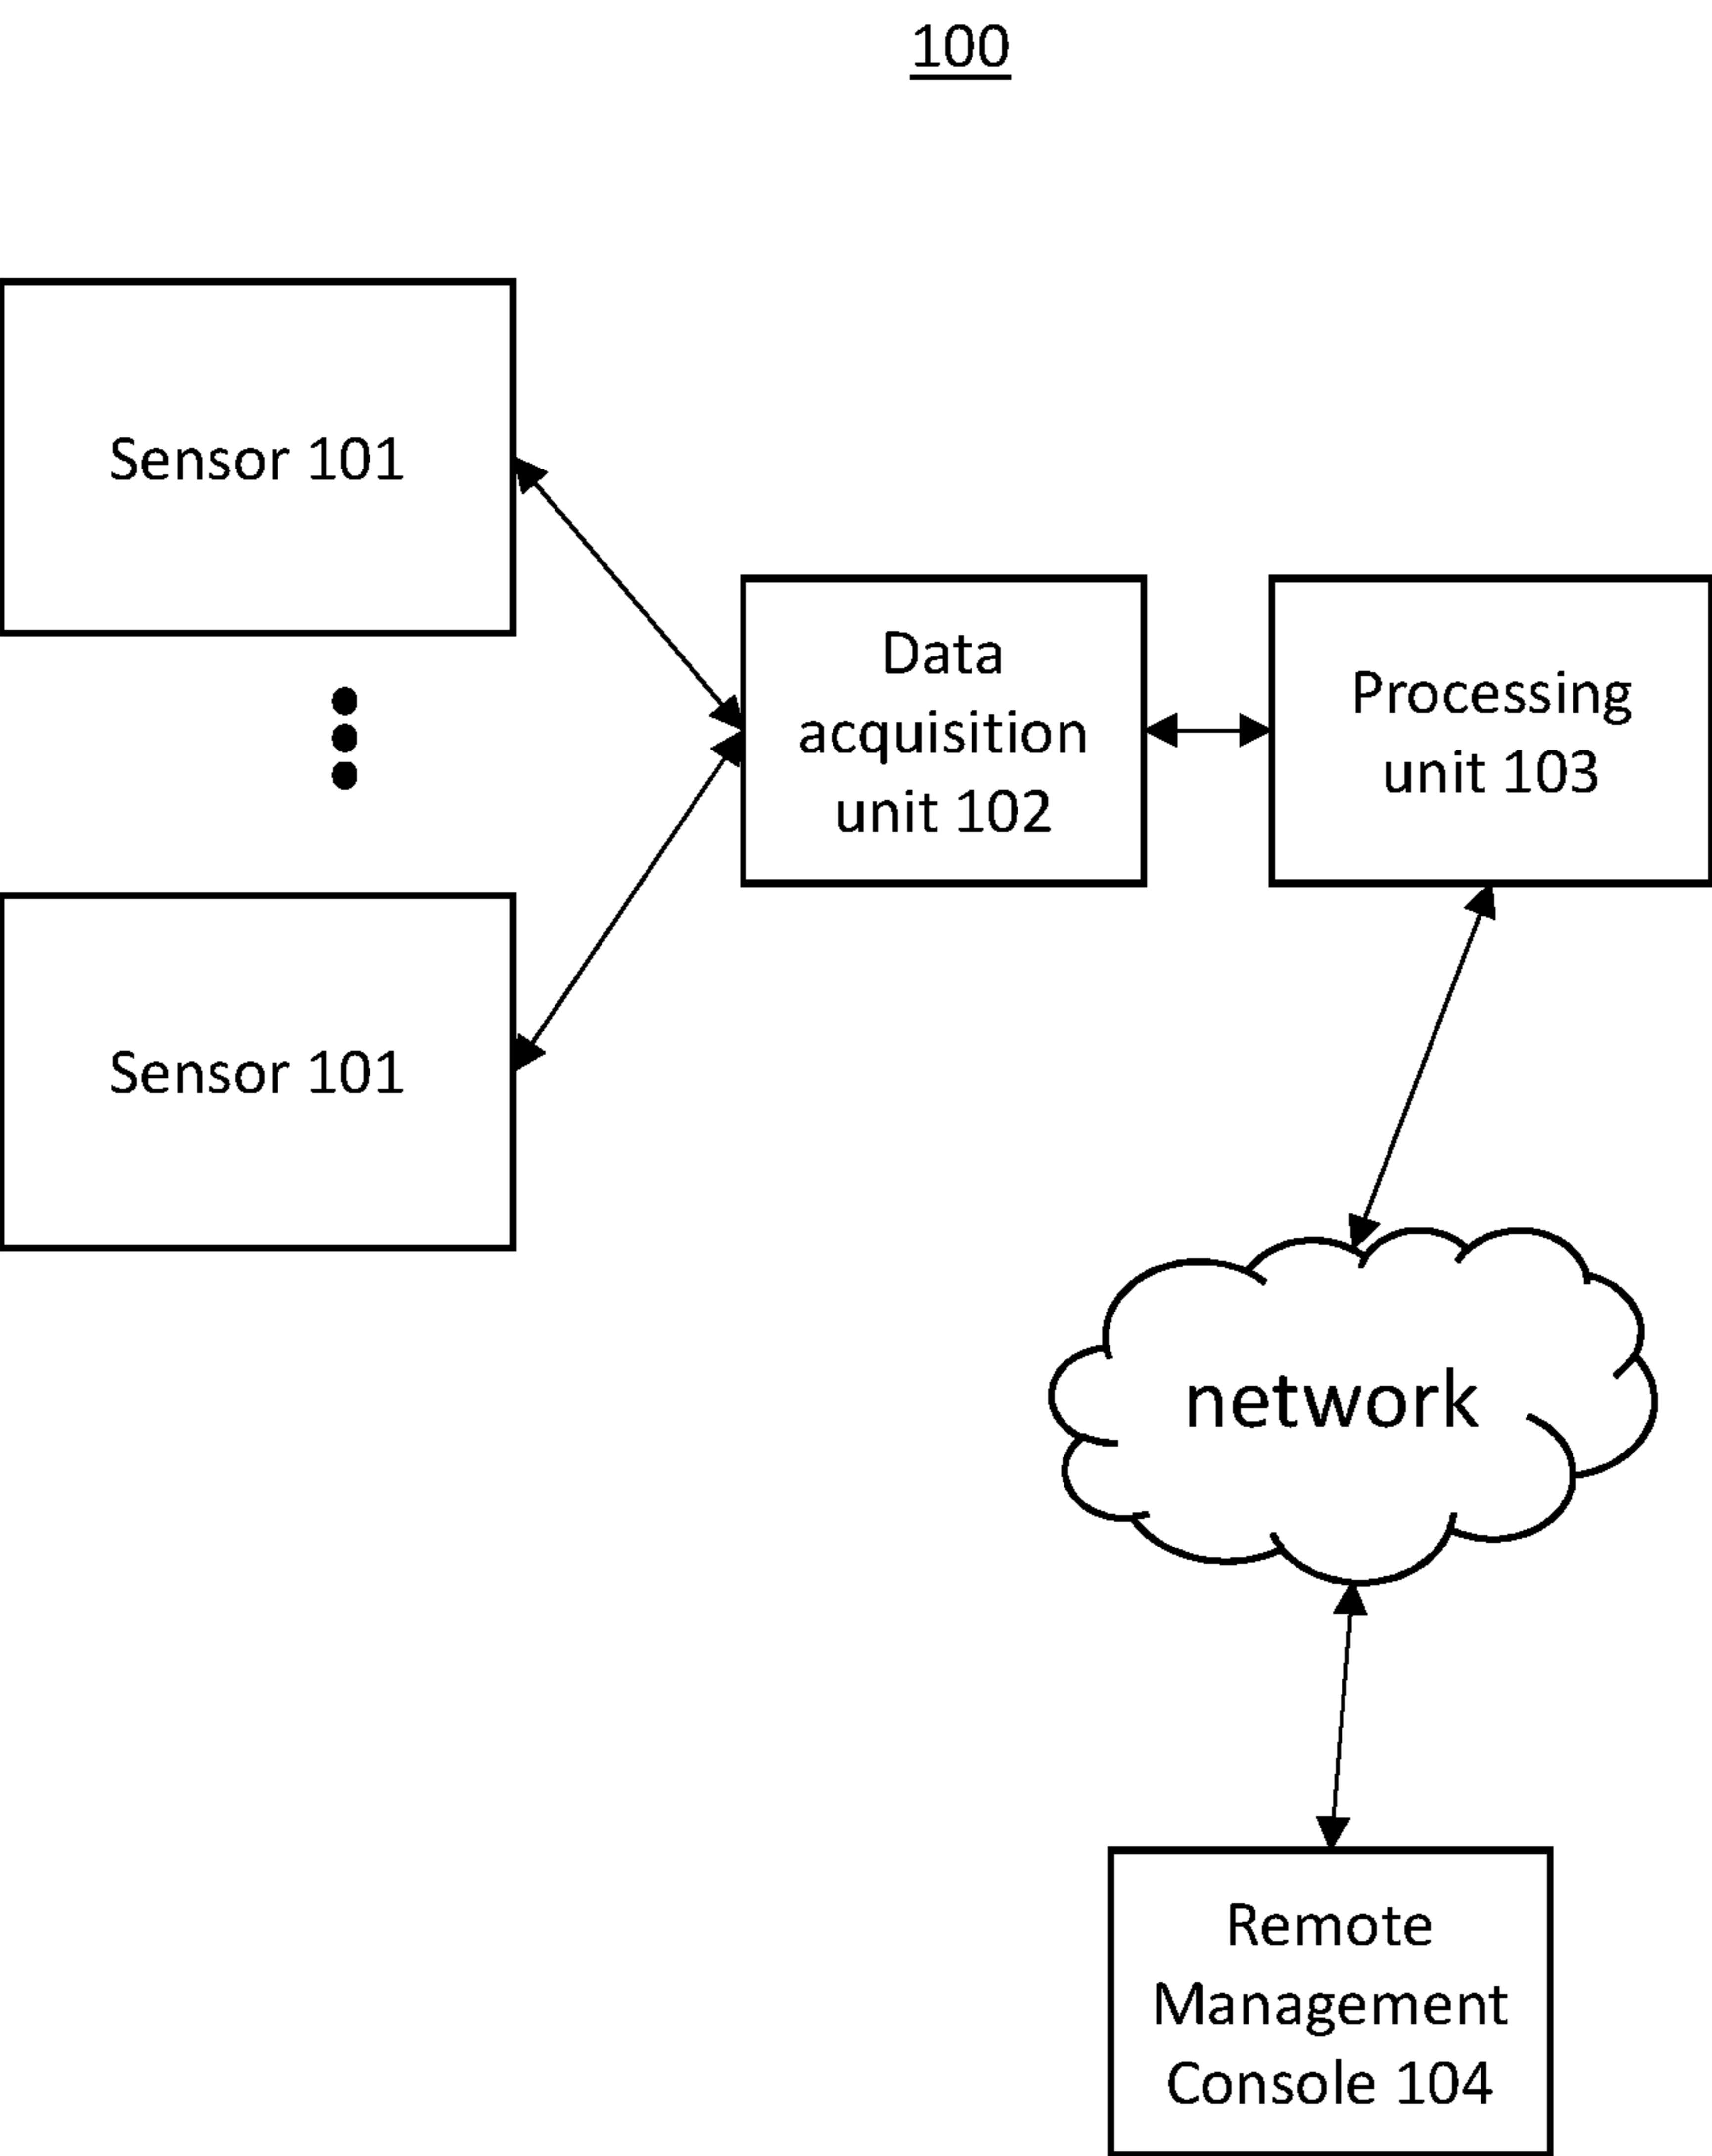 100
Sensor 101
Data
acquisition
unit 102
Processing
unit 103
Sensor 101
network
Remote
Management
Console 104